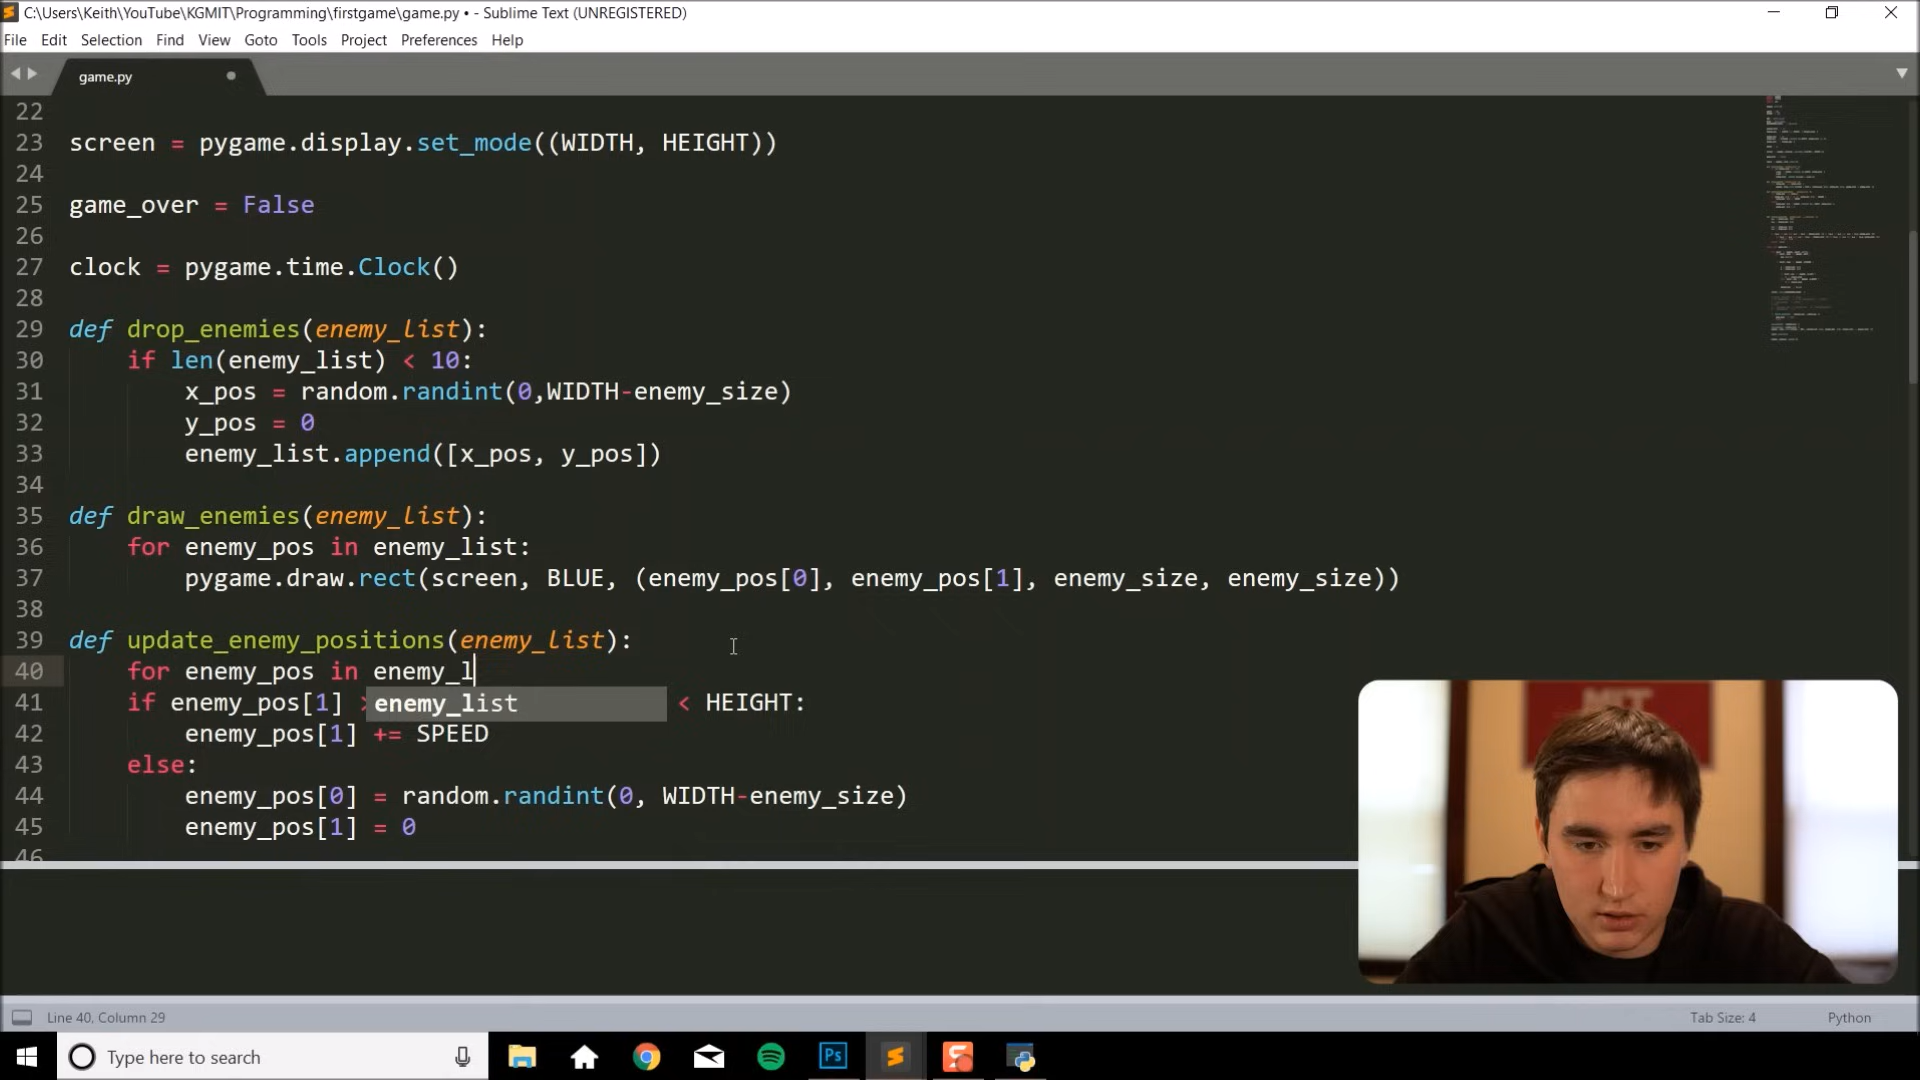 C:\Users\Keith\YouTube\KGMIT\Programming\firstgame\game.py • - Sublime Text (UNREGISTERED)
File Edit Selection Find View Goto Tools Project Preferences Help
game.py
22
23 screen = pygame.display.set_mode((WIDTH, HEIGHT))
24
25 game_over = False
26
27 clock = pygame.time.Clock()
28
29 def drop_enemies(enemy_list):
30 if len(enemy_list) < 10:
31 x_pos = random.randint(0,WIDTH-enemy_size)
32 y_pos = 0
33 enemy_list.append([x_pos, y_pos])
34
35 def draw_enemies(enemy_list):
36 for enemy_pos in enemy_list:
37 pygame.draw.rect(screen, BLUE, (enemy_pos[0], enemy_pos[1], enemy_size, enemy_size))
38
39 def update_enemy_positions(enemy_list):
40 for enemy_pos in enemy_l
41 if enemy_pos[1] > enemy_list < HEIGHT:
42 enemy_pos[1] += SPEED
43 else:
44 enemy_pos[0] = random.randint(0, WIDTH-enemy_size)
45 enemy_pos[1] = 0
46
MIT
Line 40, Column 29 Tab Size: 4 Python
Type here to search Ps